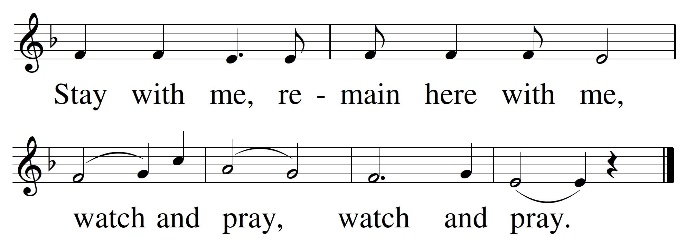 Stay with me, re - main here with me,
watch and pray, watch and pray.